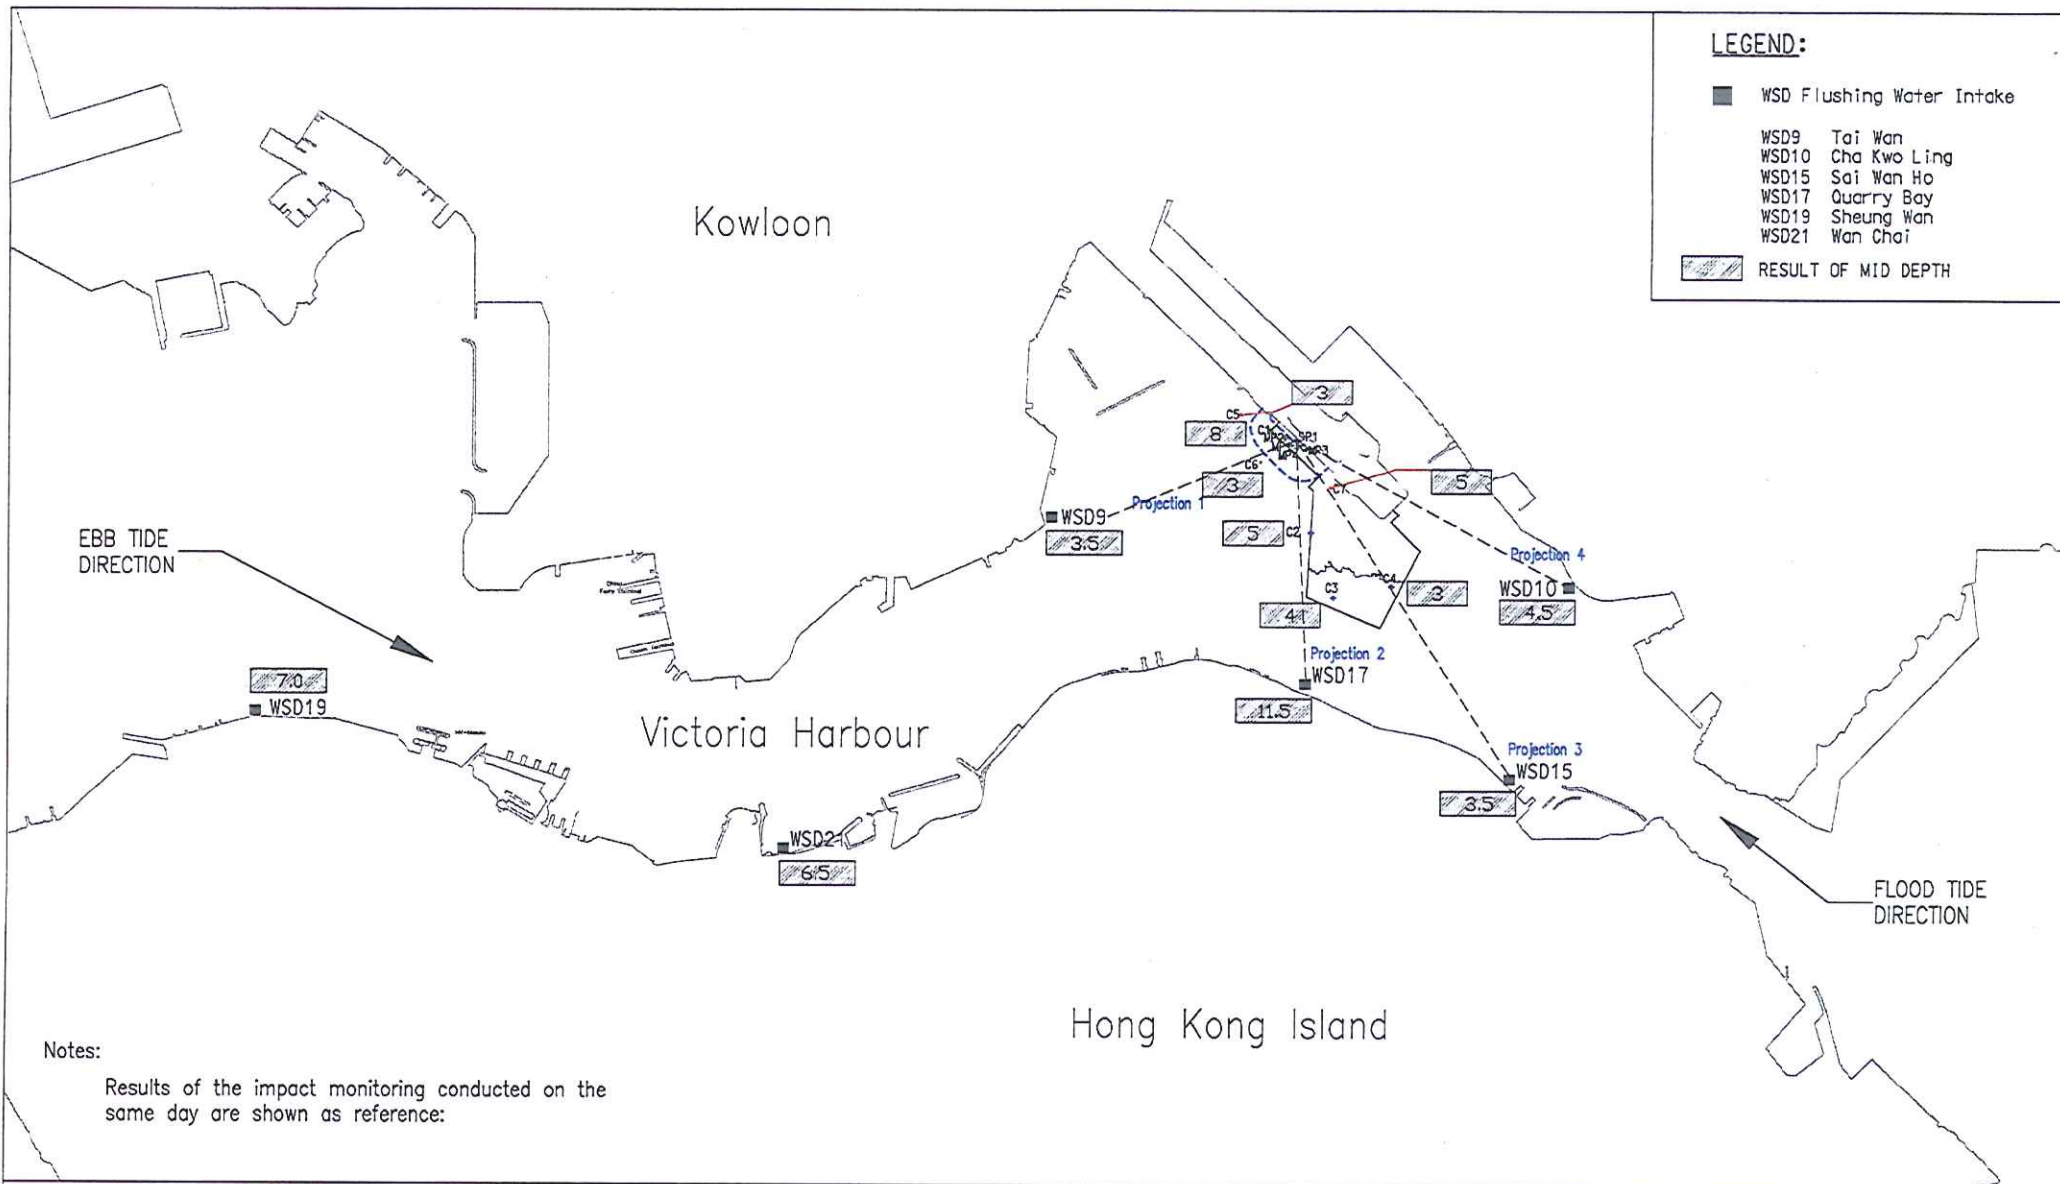 LEGEND:
WSD Flushing Water Intake
WSD9 Tai Wan
WSD10 Cha Kwo Ling
WSD15 Sai Wan Ho
WSD17 Quarry Bay
WSD19 Sheung Wan
WSD21 Wan Chai
RESULT OF MID DEPTH
Kowloon
3
C5
8
C1
SP1
C6
3
5
C7
WSD9
Projection 1
3.5
5
C2
EBB TIDE
DIRECTION
Projection 4
WSD10
4.5
C3
C4
3
41
Projection 2
WSD17
11.5
7.0
WSD19
Victoria Harbour
Projection 3
WSD15
3.5
WSD21
6.5
FLOOD TIDE
DIRECTION
Hong Kong Island
Notes:
Results of the impact monitoring conducted on the
same day are shown as reference: